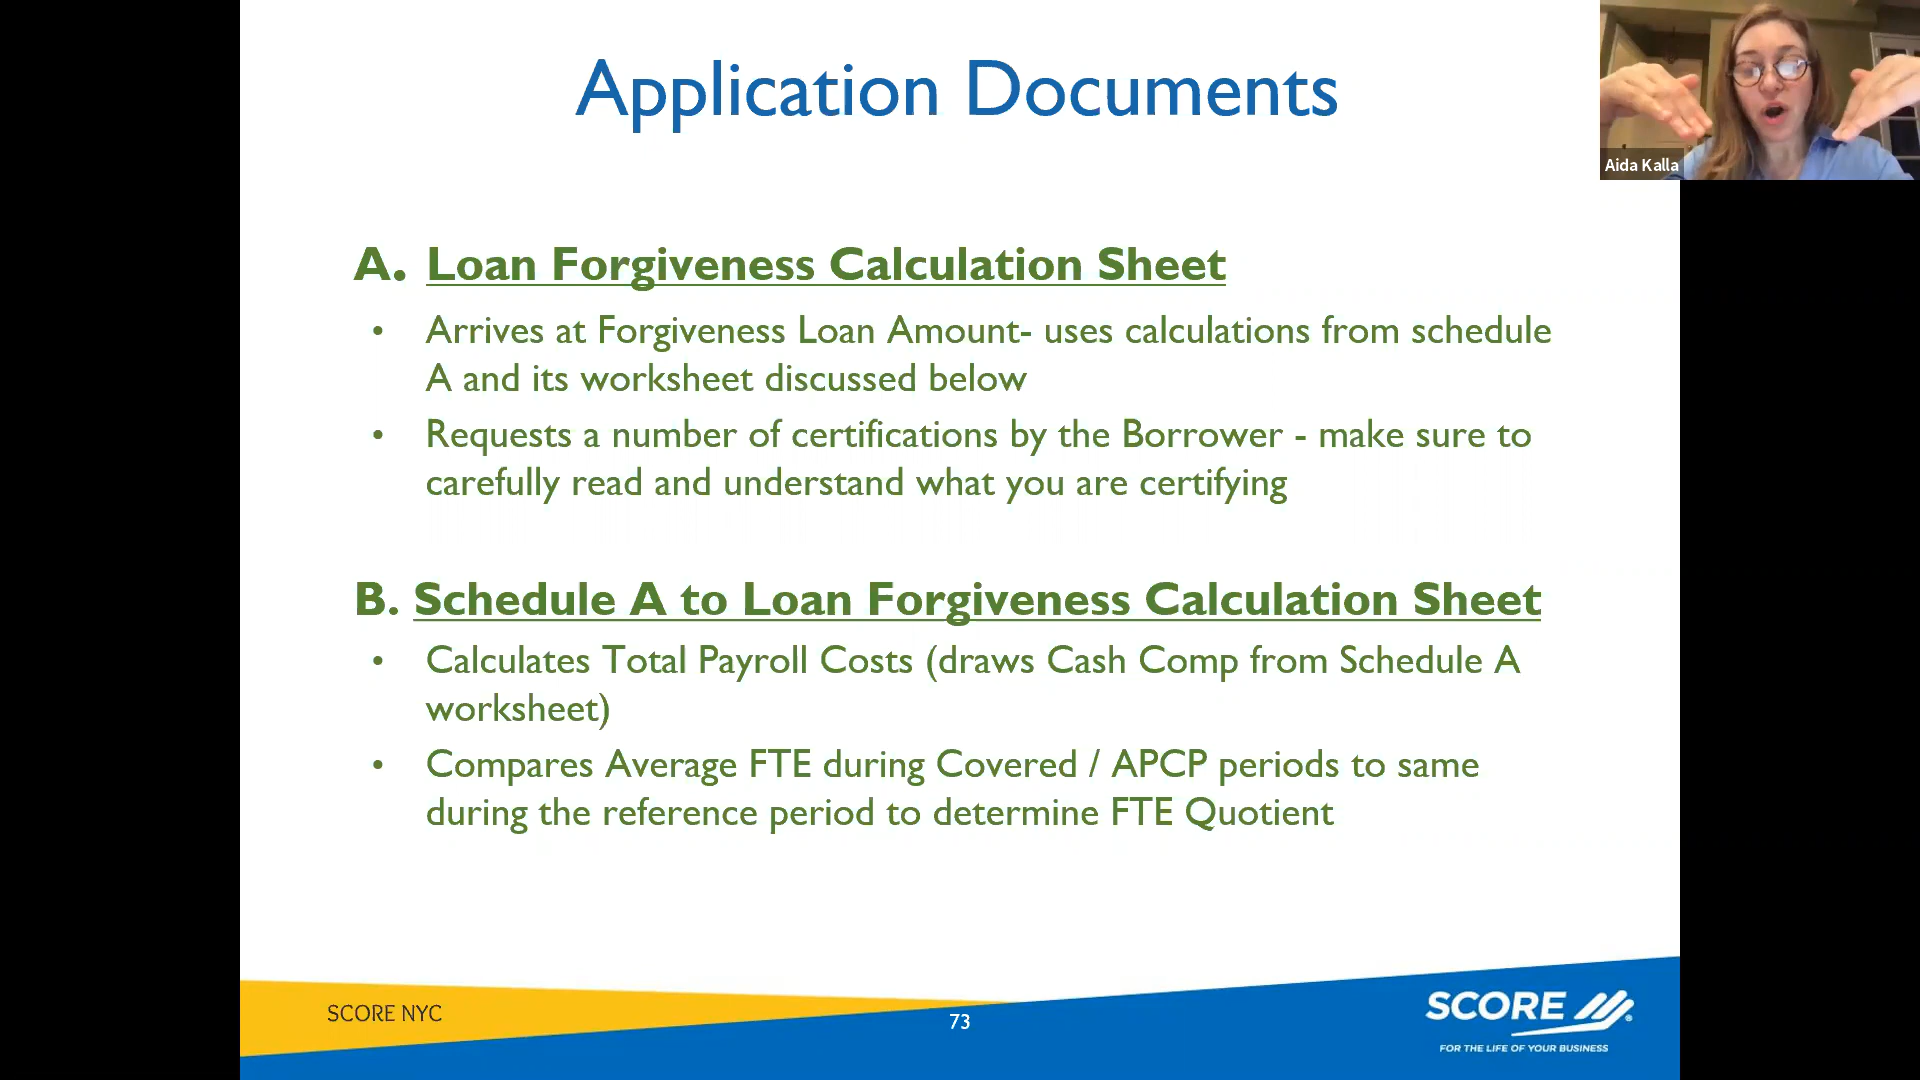 Application Documents
Aida Kalla
A. Loan Forgiveness Calculation Sheet
• Arrives at Forgiveness Loan Amount- uses calculations from schedule
A and its worksheet discussed below
• Requests a number of certifications by the Borrower - make sure to
carefully read and understand what you are certifying
B. Schedule A to Loan Forgiveness Calculation Sheet
• Calculates Total Payroll Costs (draws Cash Comp from Schedule A
worksheet)
• Compares Average FTE during Covered / APCP periods to same
during the reference period to determine FTE Quotient
SCORE NYC
73
SCORE
FOR THE LIFE OF YOUR BUSINESS